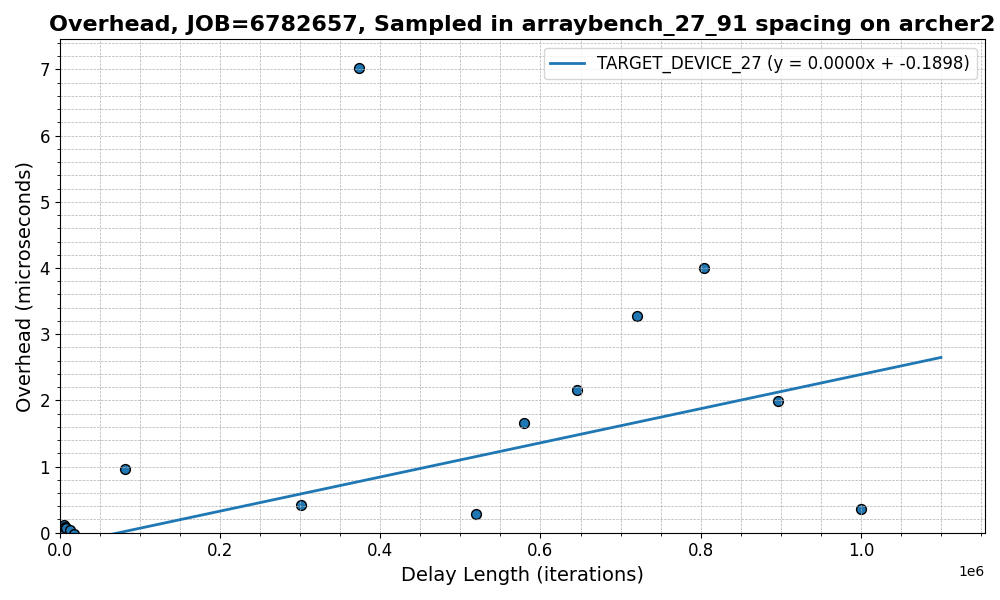 Overhead, JOB=6782657, Sampled in arraybench_27_91 spacing on archer2
TARGET_DEVICE_27 (y = 0.0000x + -0.1898)
Overhead (microseconds)
7
6
5
4
3
2
1
0
0.0 0.2 0.4 0.6 0.8 1.0
1e6
Delay Length (iterations)